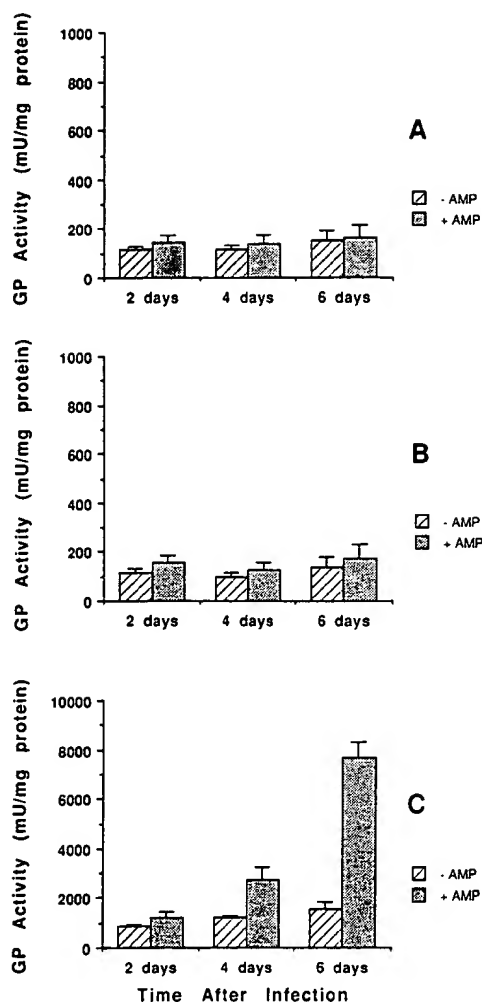 GP Activity (mU/mg protein)
1000
800
600
400
200
0
2 days 4 days 6 days
A
- AMP
+ AMP
GP Activity (mU/mg protein)
1000
800
600
400
200
0
2 days 4 days 6 days
B
- AMP
+ AMP
GP Activity (mU/mg protein)
10000
8000
6000
4000
2000
0
2 days 4 days 6 days
C
- AMP
+ AMP
Time After Infection